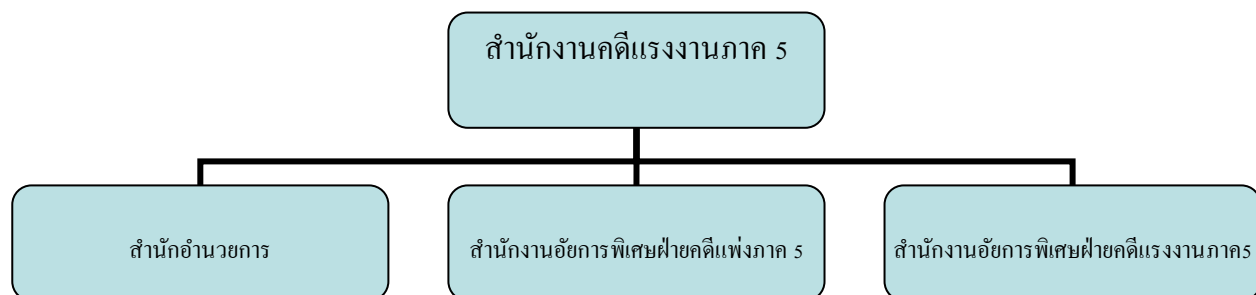 สำนักงานคดีแรงงานภาค 5
สำนักอำนวยการ
สำนักงานอัยการพิเศษฝ่ายคดีแพ่งภาค 5
สำนักงานอัยการพิเศษฝ่ายคดีแรงงานภาค5